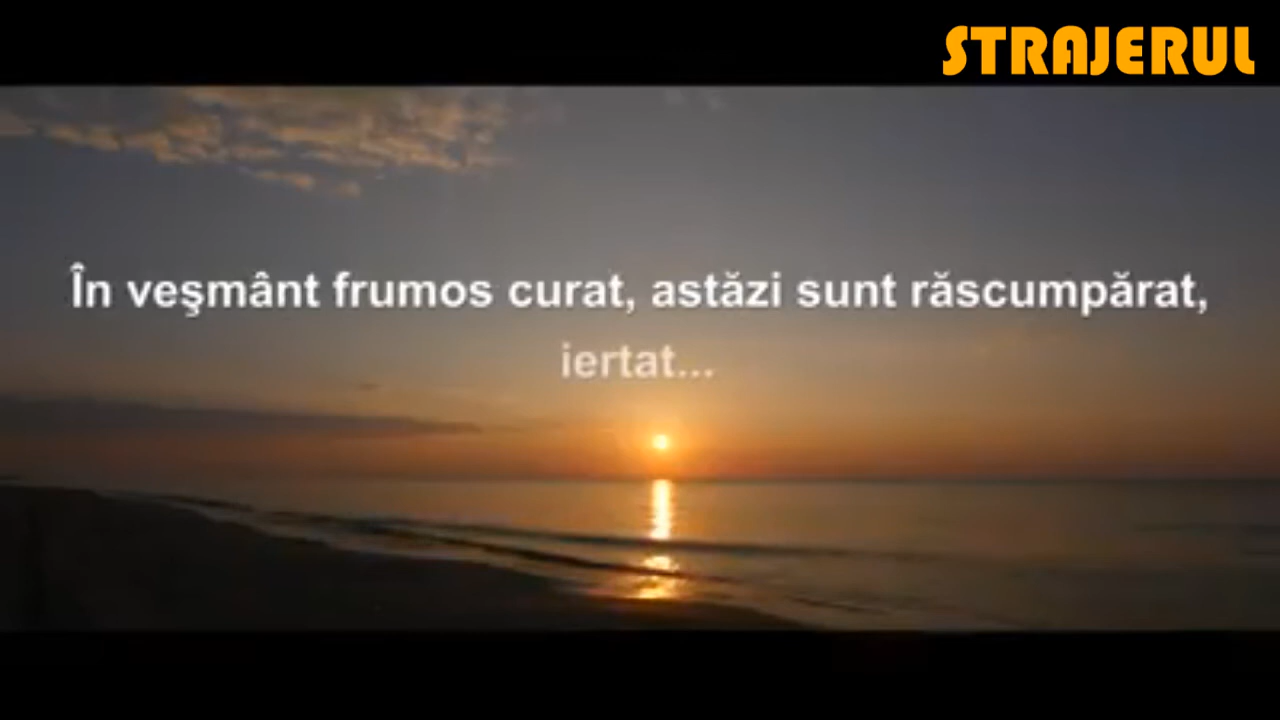 STRAJERUL
În veşmânt frumos curat, astăzi sunt răscumpărat,
iertat...